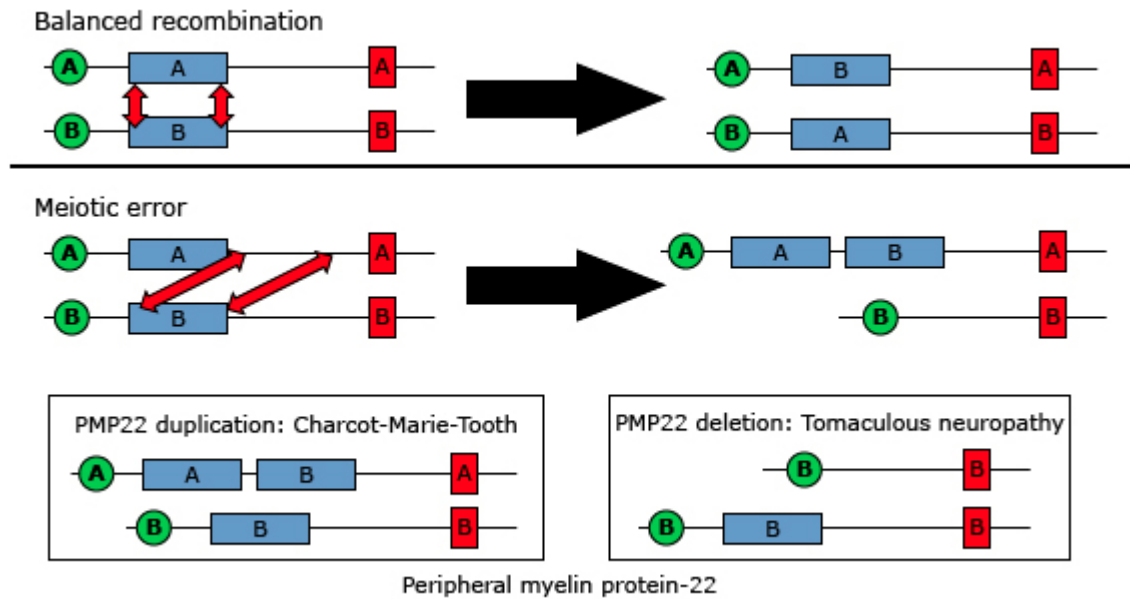 Balanced recombination
A A A
B B B
A B A
B A B
Meiotic error
A A A
B B B
A A B A
B B
PMP22 duplication: Charcot-Marie-Tooth
A A B A
B B B
PMP22 deletion: Tomaculous neuropathy
B B
B B B
Peripheral myelin protein-22